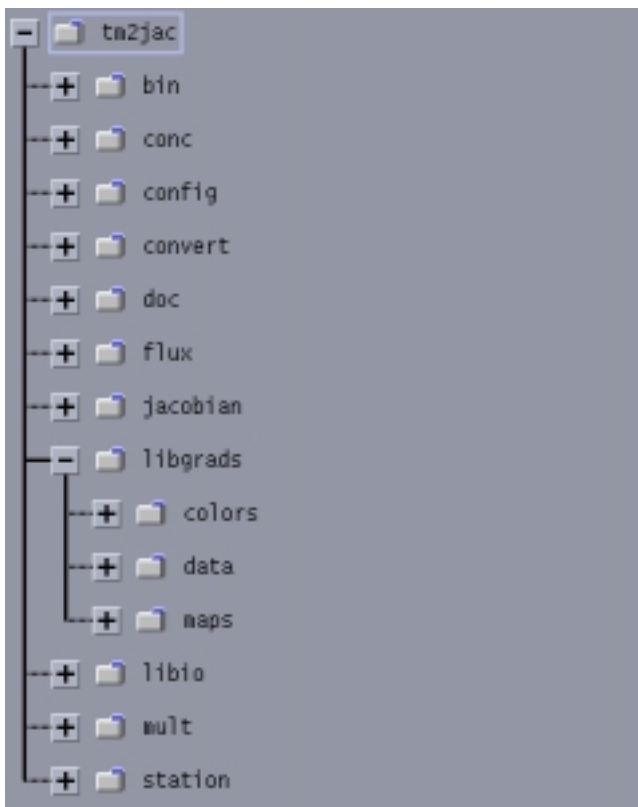 tm2jac
bin
conc
config
convert
doc
flux
jacobian
libgrads
colors
data
maps
libio
mult
station